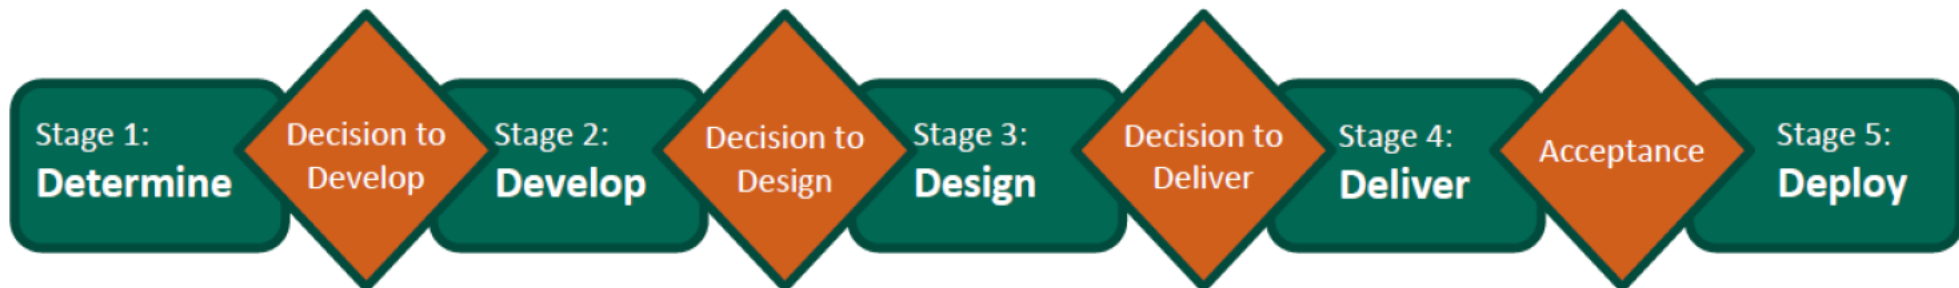 Stage 1:
Determine
Decision to
Develop
Stage 2:
Develop
Decision to
Design
Stage 3:
Design
Decision to
Deliver
Stage 4:
Deliver
Acceptance
Stage 5:
Deploy